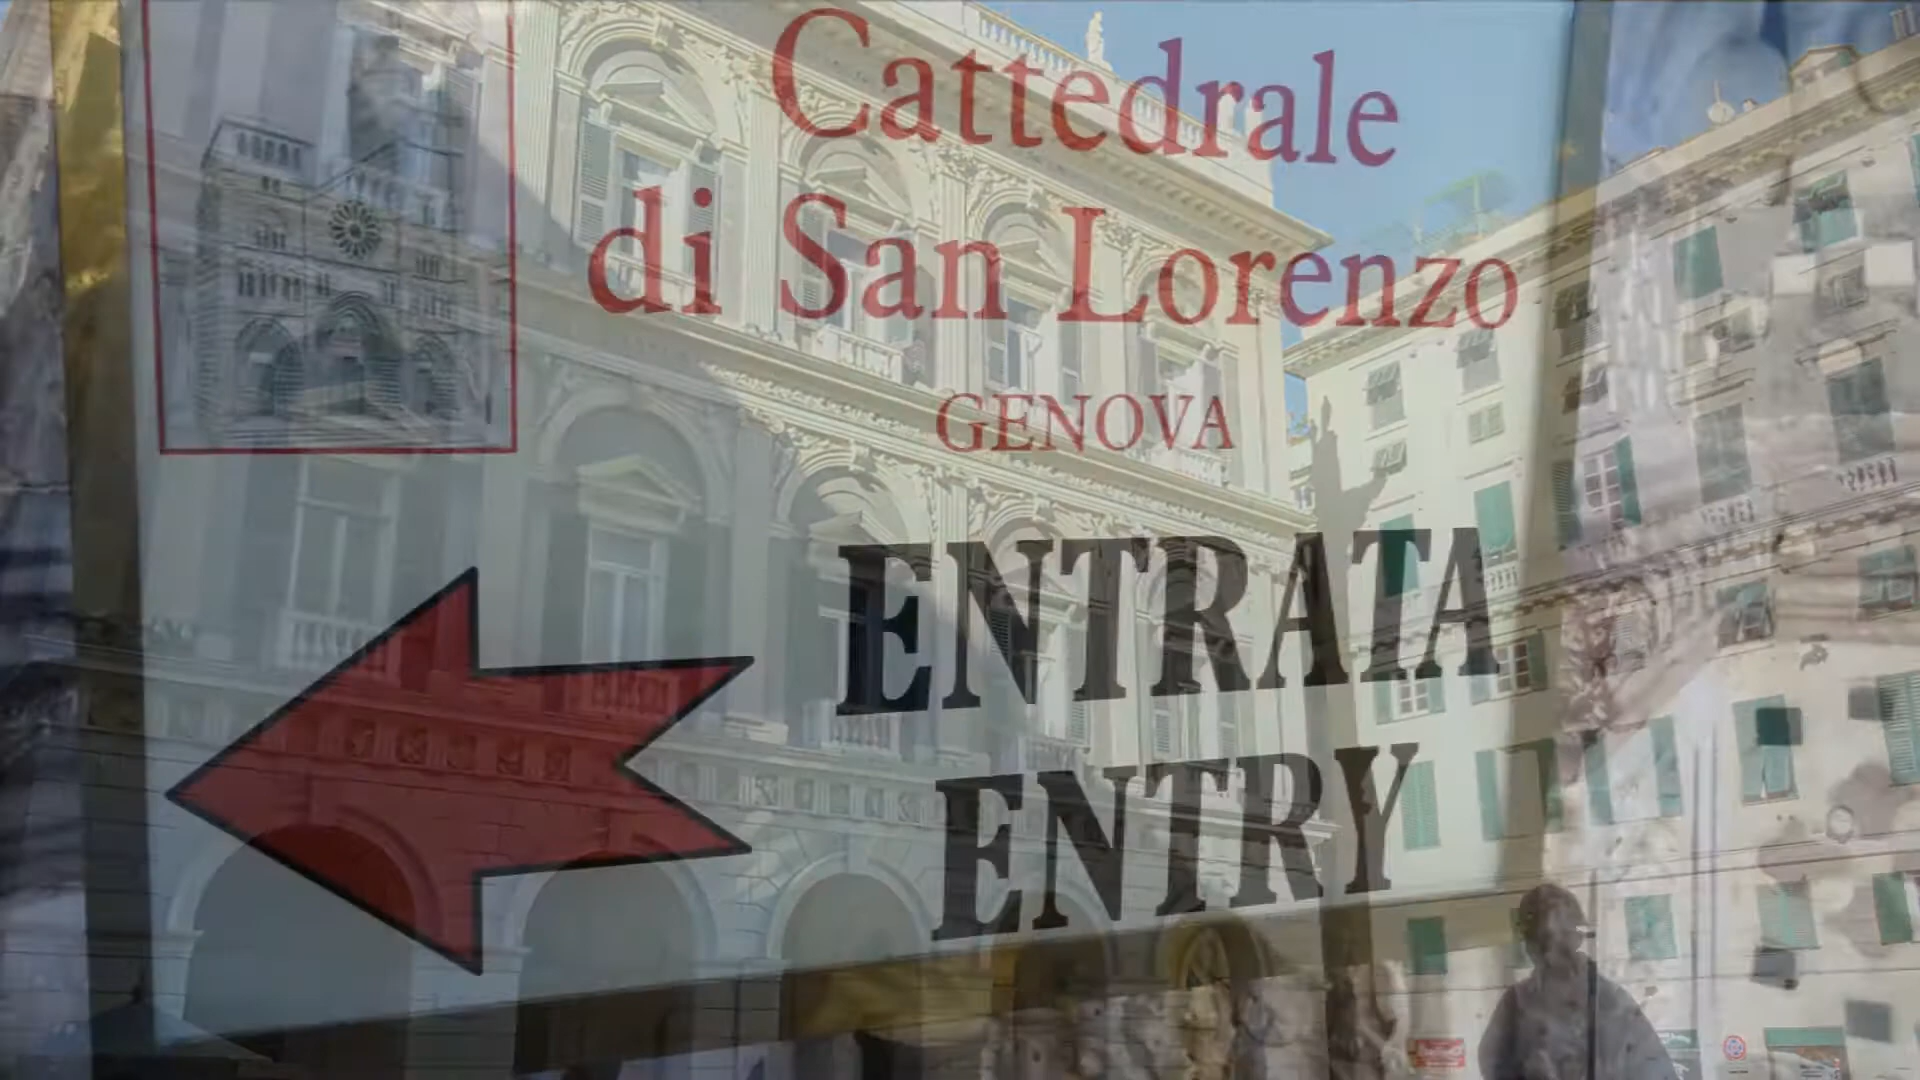 Cattedrale
di San Lorenzo
GENOVA
ENTRATA
ENTRY